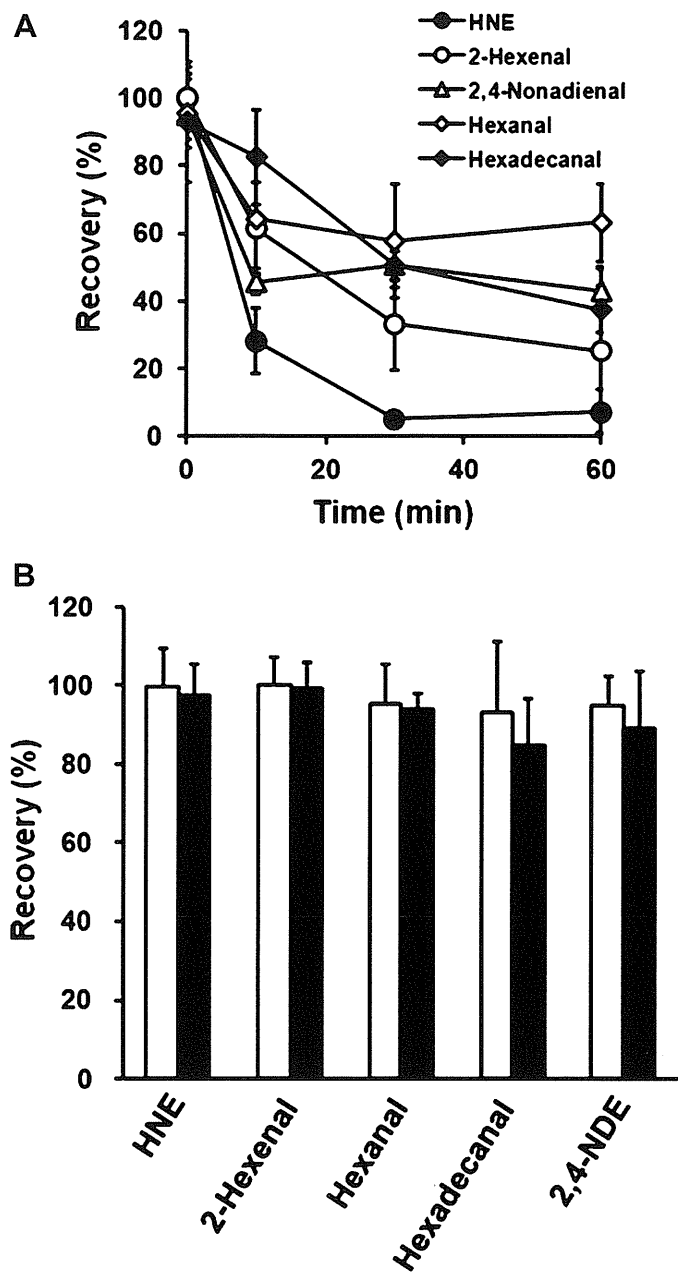 A
HNE
2-Hexenal
2,4-Nonadienal
Hexanal
Hexadecanal
120
100
80
60
40
20
0
Recovery (%)
0 20 40 60
Time (min)
B
120
100
80
60
40
20
0
Recovery (%)
HNE
2-Hexenal
Hexanal
Hexadecanal
2,4-NDE